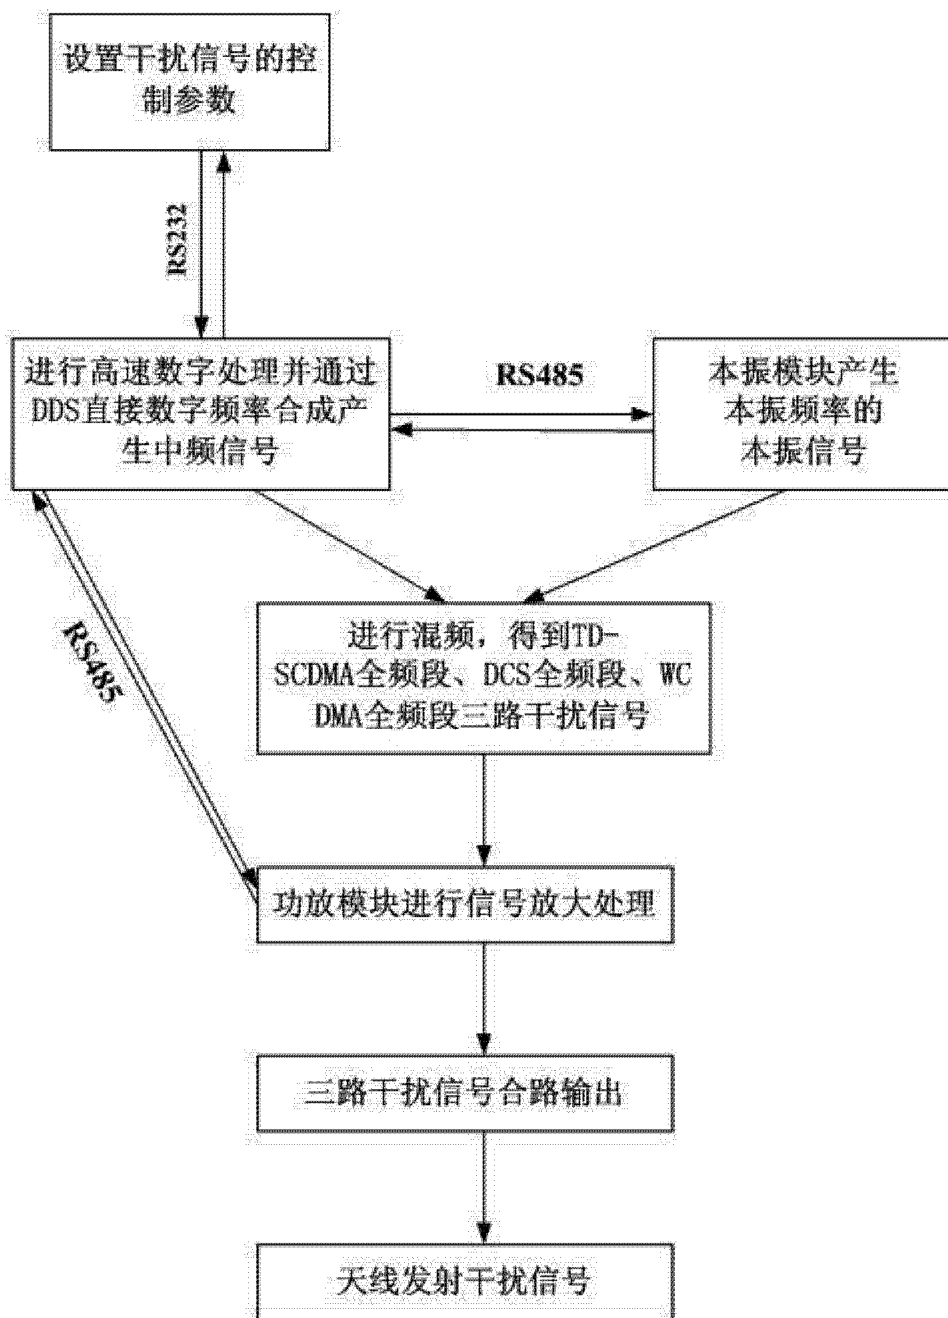 设置干扰信号的控
制参数
RS232
进行高速数字处理并通过
DDS直接数字频率合成产
生中频信号
RS485
本振模块产生
本振频率的
本振信号
RS485
进行混频，得到TD-
SCDMA全频段、DCS全频段、WC
DMA全频段三路干扰信号
功放模块进行信号放大处理
三路干扰信号合路输出
天线发射干扰信号